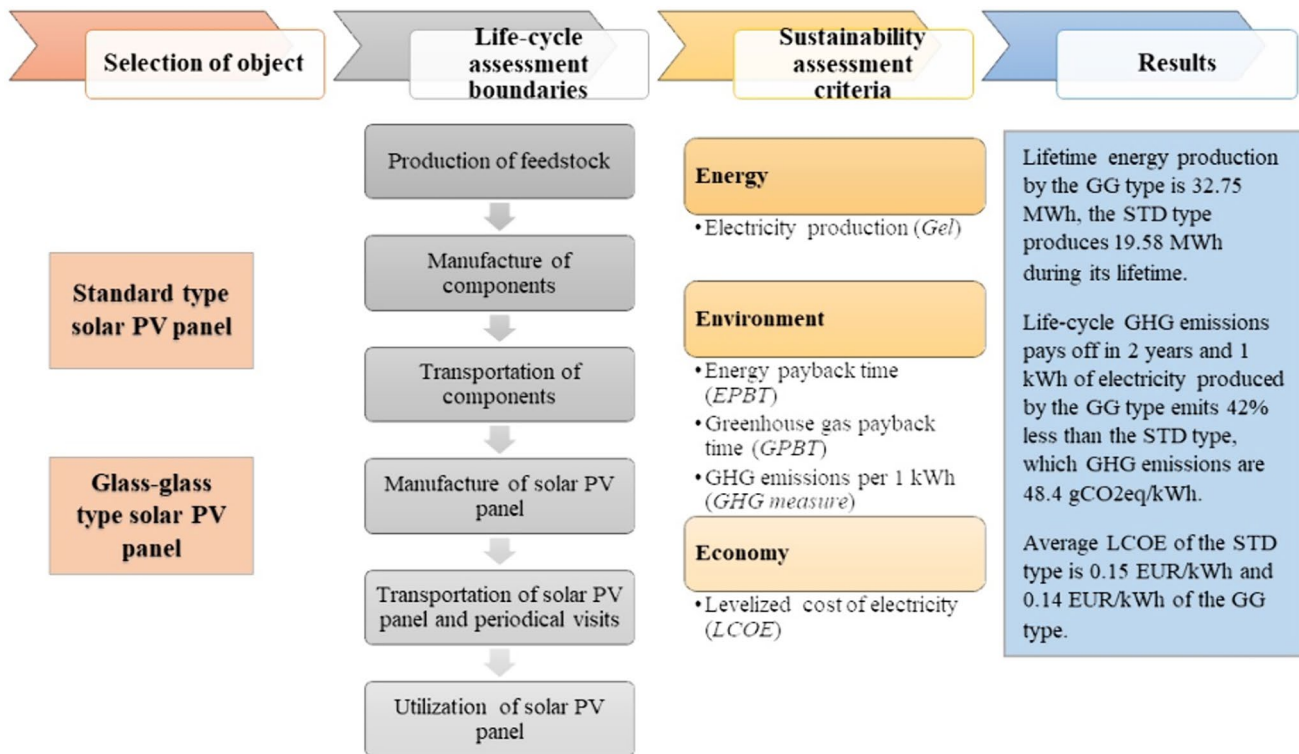 Selection of object
Life-cycle
assessment
boundaries
Sustainability
assessment
criteria
Results
Standard type
solar PV panel
Glass-glass
type solar PV
panel
Production of feedstock
Manufacture of
components
Transportation of
components
Manufacture of solar PV
panel
Transportation of solar PV
panel and periodical visits
Utilization of solar PV
panel
Energy
•Electricity production (Gel)
Environment
•Energy payback time
(EPBT)
•Greenhouse gas payback
time (GPBT)
•GHG emissions per 1 kWh
(GHG measure)
Economy
•Levelized cost of electricity
(LCOE)
Lifetime energy production
by the GG type is 32.75
MWh, the STD type
produces 19.58 MWh
during its lifetime.
Life-cycle GHG emissions
pays off in 2 years and 1
kWh of electricity produced
by the GG type emits 42%
less than the STD type,
which GHG emissions are
48.4 gCO2eq/kWh.
Average LCOE of the STD
type is 0.15 EUR/kWh and
0.14 EUR/kWh of the GG
type.